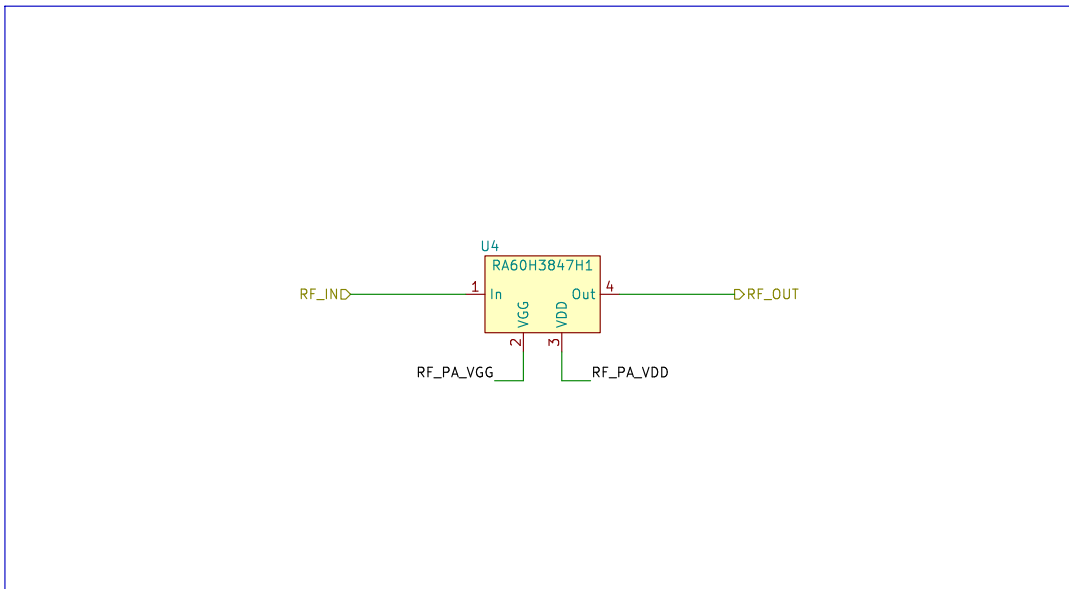 U4
RA60H3847H1
RF_IN
1
In
Out
4
RF_OUT
VGG
VDD
2
3
RF_PA_VGG
RF_PA_VDD